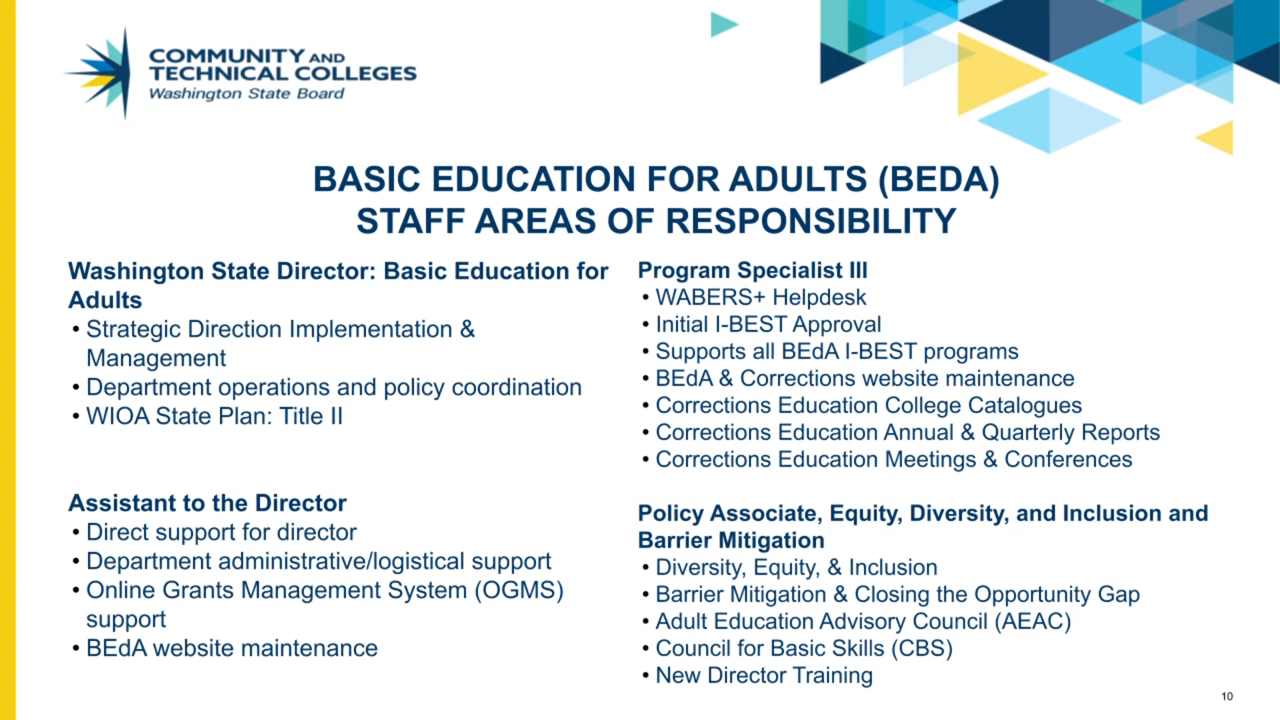 COMMUNITY AND
TECHNICAL COLLEGES
Washington State Board
BASIC EDUCATION FOR ADULTS (BEDA)
STAFF AREAS OF RESPONSIBILITY
Washington State Director: Basic Education for
Adults
• Strategic Direction Implementation &
Management
• Department operations and policy coordination
• WIOA State Plan: Title II
Assistant to the Director
• Direct support for director
• Department administrative/logistical support
• Online Grants Management System (OGMS)
support
• BEdA website maintenance
Program Specialist III
• WABERS+ Helpdesk
• Initial I-BEST Approval
• Supports all BEdA I-BEST programs
• BEdA & Corrections website maintenance
• Corrections Education College Catalogues
• Corrections Education Annual & Quarterly Reports
• Corrections Education Meetings & Conferences
Policy Associate, Equity, Diversity, and Inclusion and
Barrier Mitigation
• Diversity, Equity, & Inclusion
• Barrier Mitigation & Closing the Opportunity Gap
• Adult Education Advisory Council (AEAC)
• Council for Basic Skills (CBS)
• New Director Training
10